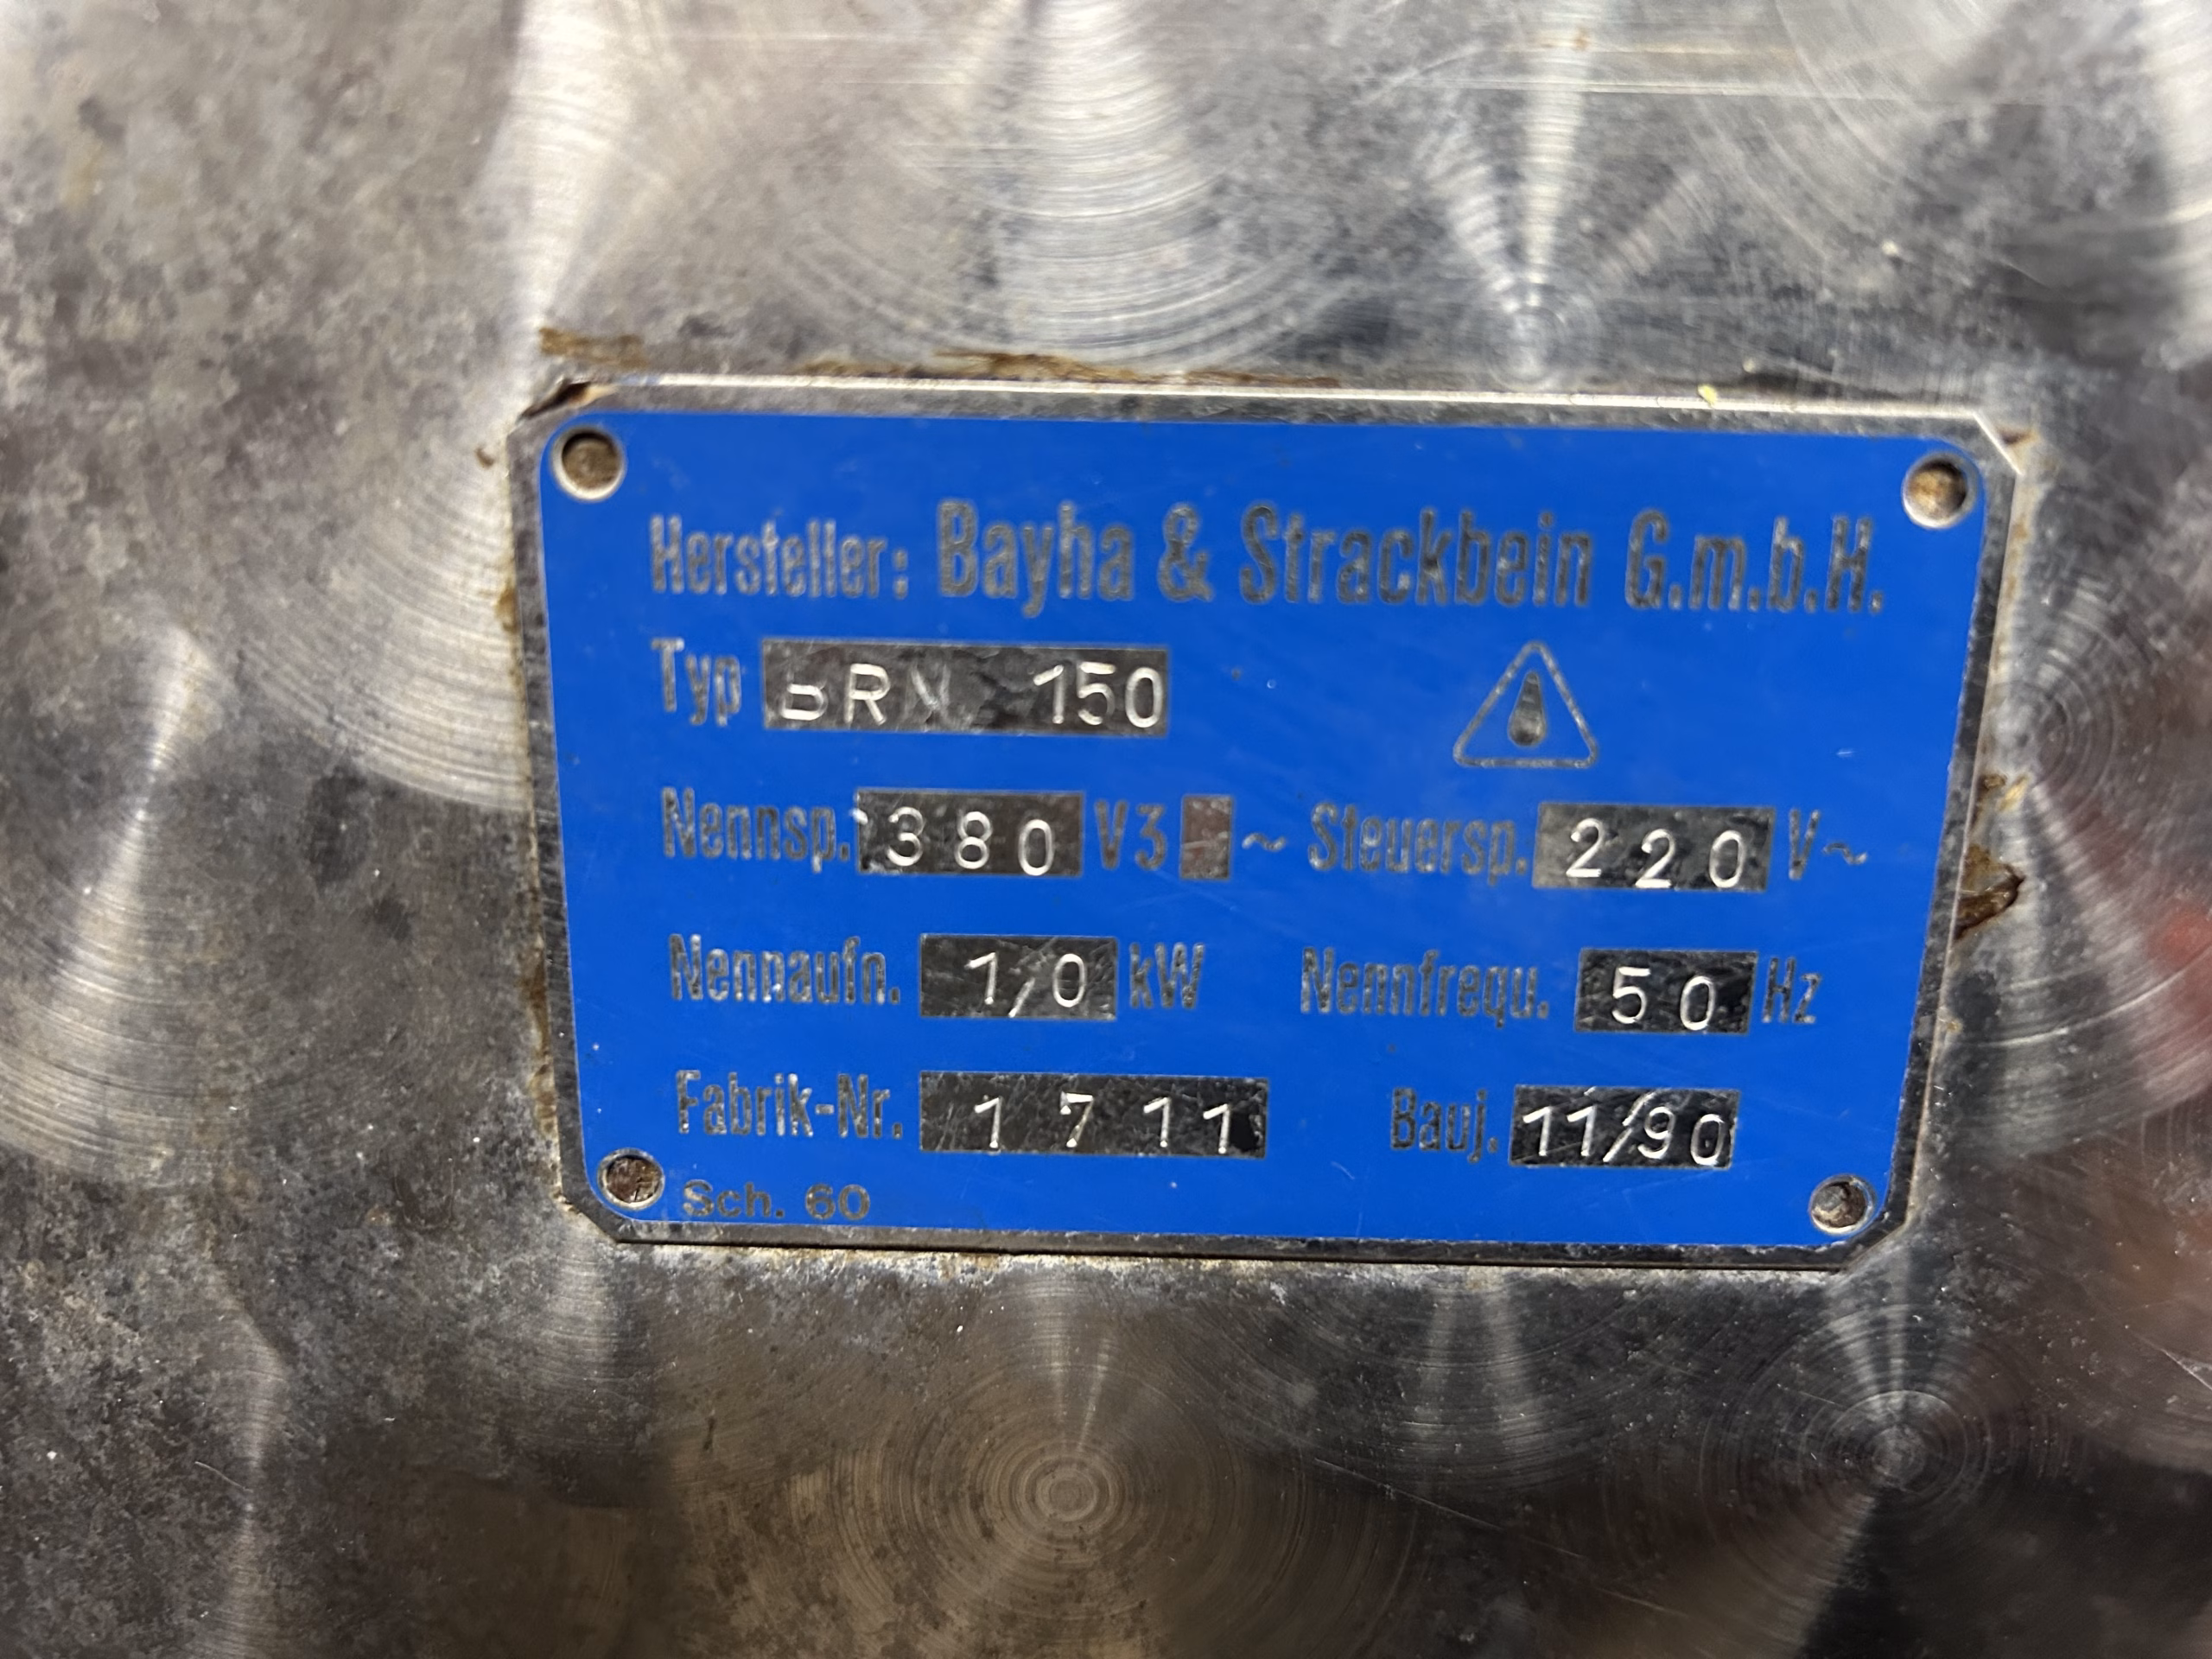 Hersteller: Bayha & Strackbein G.m.b.H.
Typ BRN 150
Nennsp. 380 V3 ~ Steuersp. 220 V~
Nennaufn. 1,0 kW Nennfrequ. 50 Hz
Fabrik-Nr. 1711 Bauj. 11/90
Sch. 60